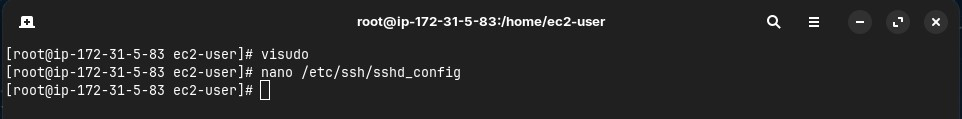 root@ip-172-31-5-83:/home/ec2-user
[root@ip-172-31-5-83 ec2-user]# visudo
[root@ip-172-31-5-83 ec2-user]# nano /etc/ssh/sshd_config
[root@ip-172-31-5-83 ec2-user]#